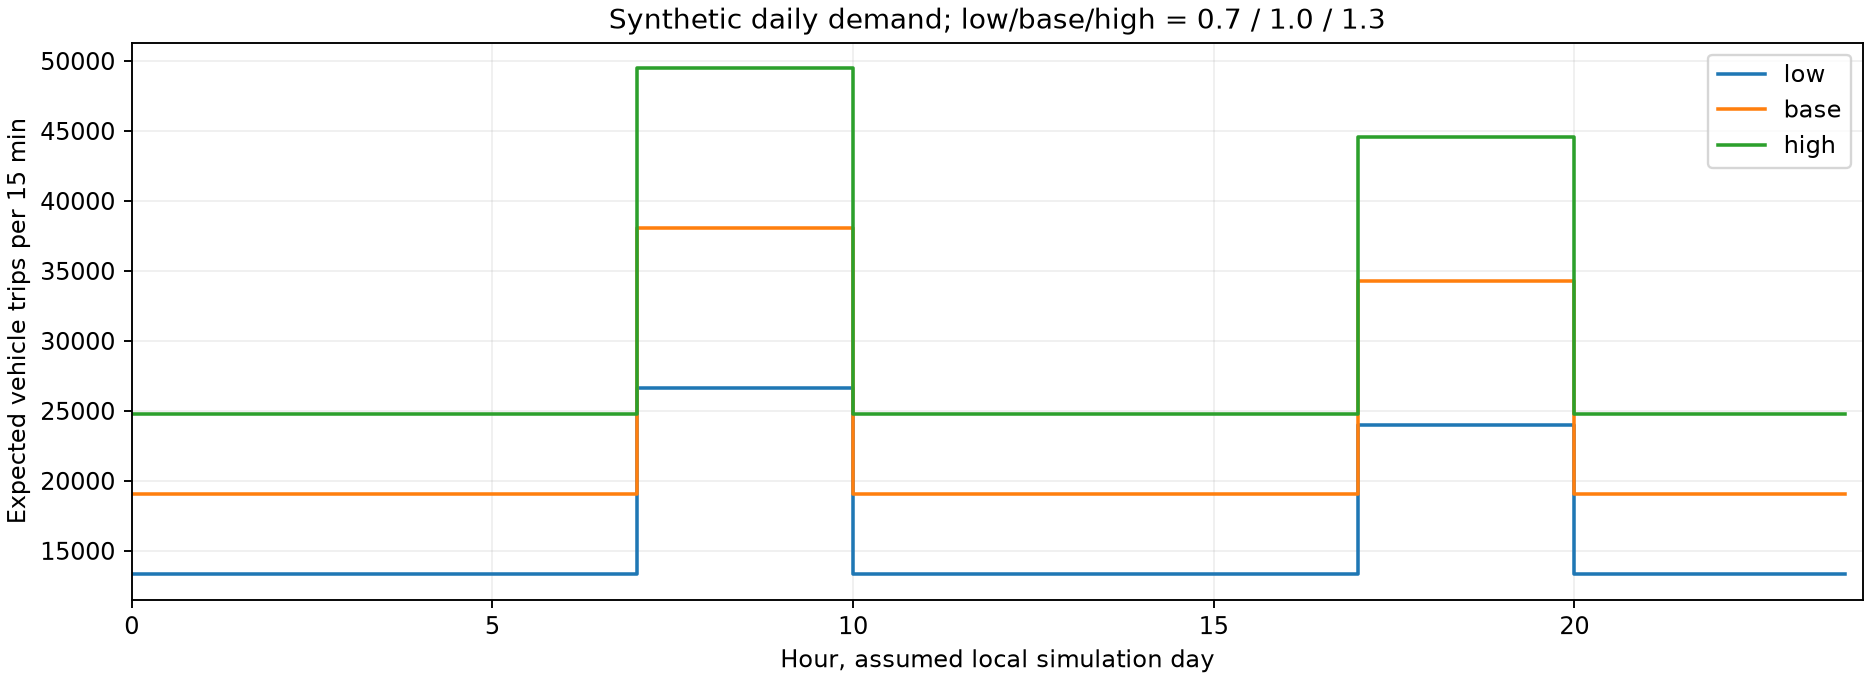 Synthetic daily demand; low/base/high = 0.7 / 1.0 / 1.3
Expected vehicle trips per 15 min
50000
45000
40000
35000
30000
25000
20000
15000
low
base
high
0
5
10
15
20
Hour, assumed local simulation day